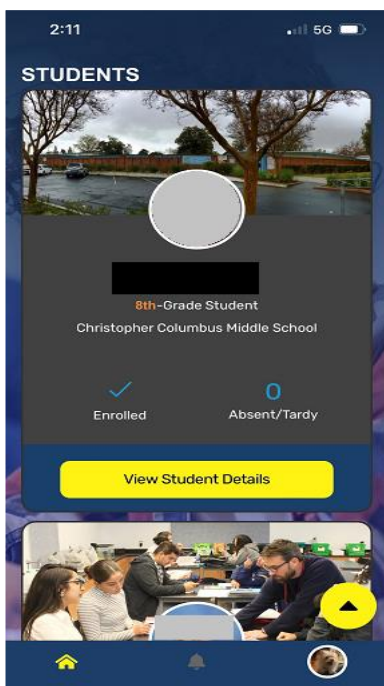 2:11
5G
STUDENTS
8th-Grade Student
Christopher Columbus Middle School
0
Enrolled
Absent/Tardy
View Student Details